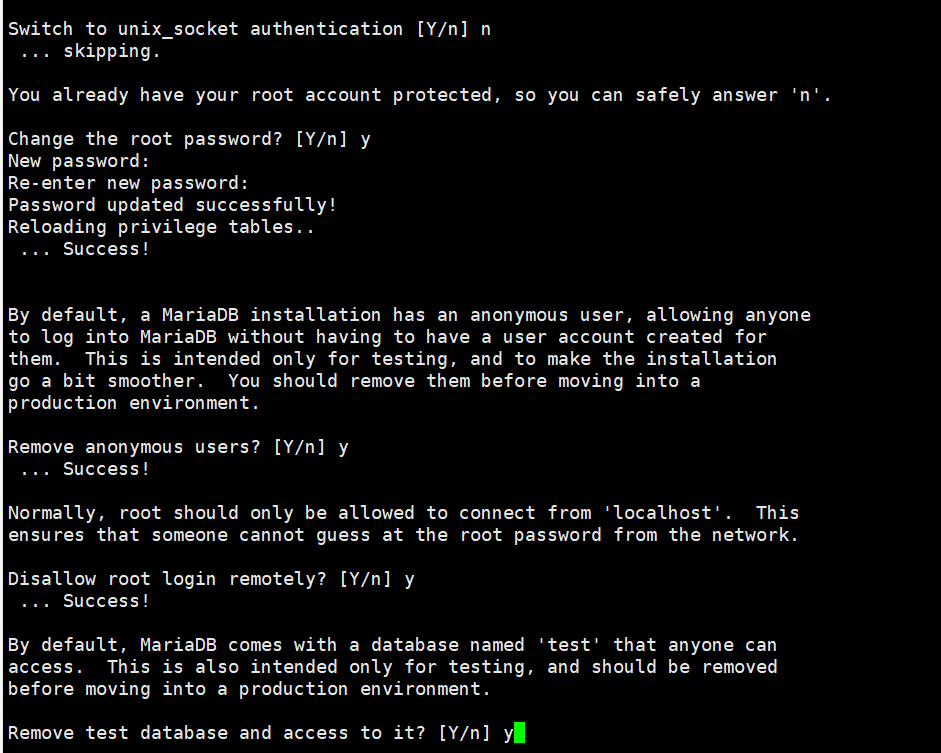 Switch to unix_socket authentication [Y/n] n
 ... skipping.
You already have your root account protected, so you can safely answer 'n'.
Change the root password? [Y/n] y
New password:
Re-enter new password:
Password updated successfully!
Reloading privilege tables..
 ... Success!
By default, a MariaDB installation has an anonymous user, allowing anyone
to log into MariaDB without having to have a user account created for
them.  This is intended only for testing, and to make the installation
go a bit smoother.  You should remove them before moving into a
production environment.
Remove anonymous users? [Y/n] y
 ... Success!
Normally, root should only be allowed to connect from 'localhost'.  This
ensures that someone cannot guess at the root password from the network.
Disallow root login remotely? [Y/n] y
 ... Success!
By default, MariaDB comes with a database named 'test' that anyone can
access.  This is also intended only for testing, and should be removed
before moving into a production environment.
Remove test database and access to it? [Y/n] y